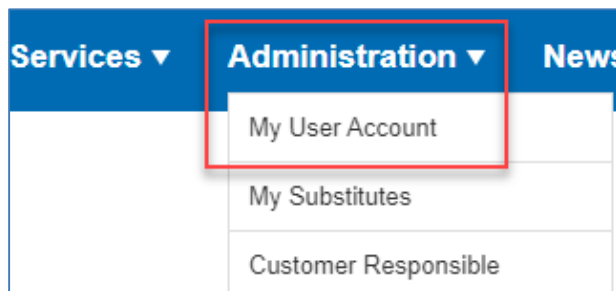 Services ▼ Administration ▼ News
My User Account
My Substitutes
Customer Responsible